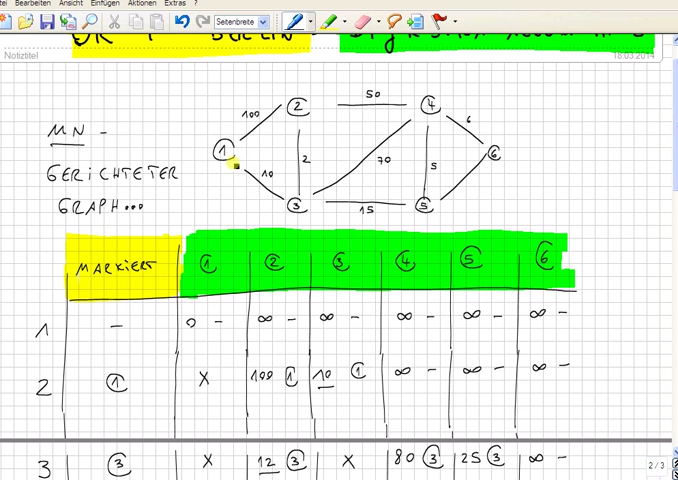 Bearbeiten Einfügen Aktionen Extras ?
Seitenbreite
Notiztitel
18.03.2014
UN -
GERICHTETER
GRAPH...
100
50
10
2
70
5
6
15
1
2
3
4
5
6
MARKIERT 1 2 3 4 5 6
1 - 0 - ∞ - ∞ - ∞ - ∞ - ∞ -
2 1 X 100 1 10 1 ∞ - ∞ - ∞ -
3 3 X 12 3 X 80 3 25 3 ∞ -
2 / 3